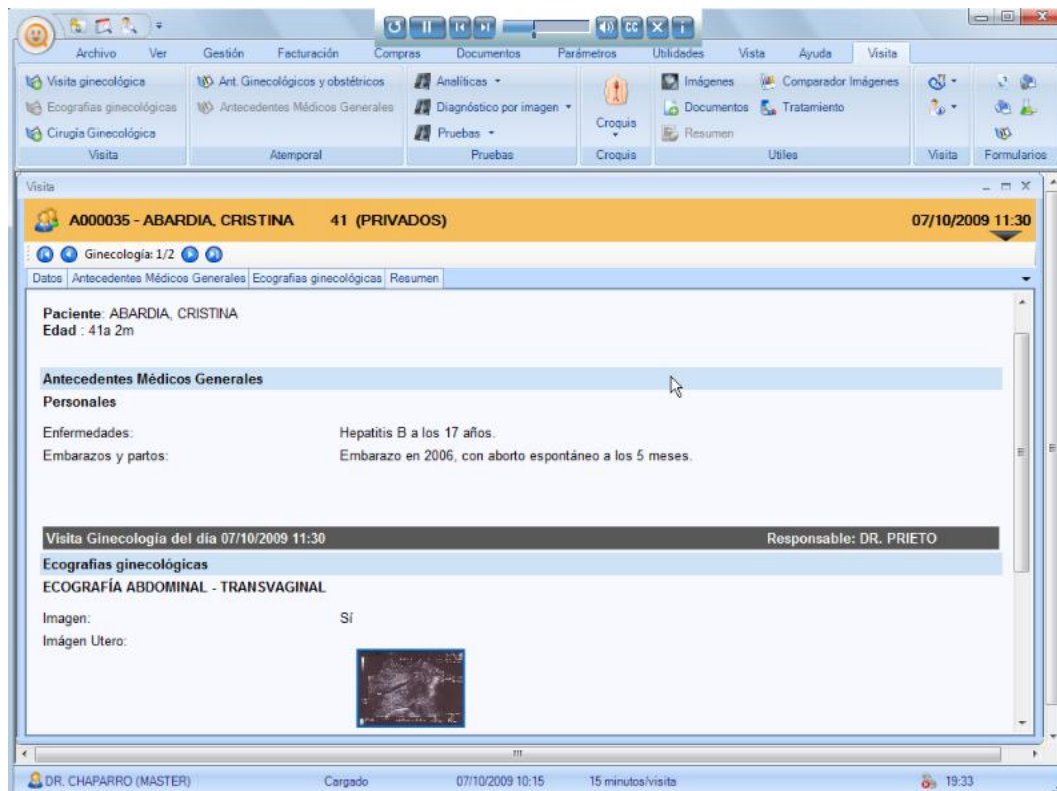 Archivo Ver Gestión Facturación Compras Documentos Parámetros Utilidades Vista Ayuda Visita
CC
Visita ginecológica
Ecografias ginecológicas
Cirugía Ginecológica
Visita
Ant. Ginecológicos y obstétricos
Antecedentes Médicos Generales
Atemporal
Analíticas
Diagnóstico por imagen
Pruebas
Pruebas
Croquis
Croquis
Imágenes
Documentos
Resumen
Comparador Imágenes
Tratamiento
Utiles
Visita
Formularios
Visita
A000035 - ABARDIA, CRISTINA 41 (PRIVADOS) 07/10/2009 11:30
Ginecología: 1/2
Datos Antecedentes Médicos Generales Ecografias ginecológicas Resumen
Paciente: ABARDIA, CRISTINA
Edad : 41a 2m
Antecedentes Médicos Generales
Personales
Enfermedades: Hepatitis B a los 17 años.
Embarazos y partos: Embarazo en 2006, con aborto espontáneo a los 5 meses.
Visita Ginecología del día 07/10/2009 11:30 Responsable: DR. PRIETO
Ecografias ginecológicas
ECOGRAFÍA ABDOMINAL - TRANSVAGINAL
Imagen: Sí
Imágen Utero:
DR. CHAPARRO (MASTER) Cargado 07/10/2009 10:15 15 minutos/visita 19:33